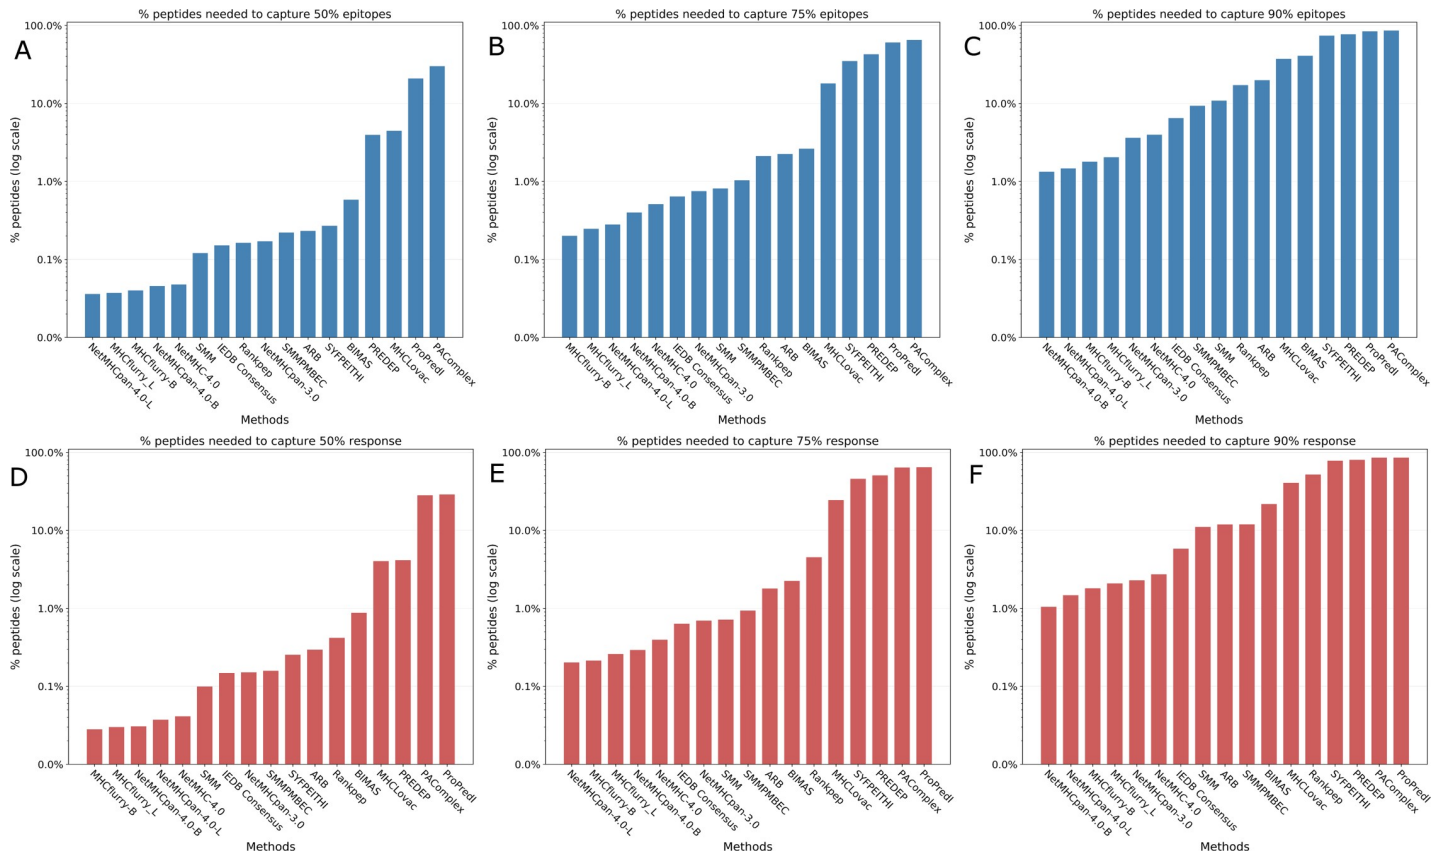 A
% peptides needed to capture 50% epitopes
100.0%
10.0%
1.0%
0.1%
0.0%
% peptides (log scale)
NetMHCpan-4.0-L
MHCflurry_L
MHCflurry-B
NetMHCpan-4.0-B
NetMHC-4.0
SMM
IEDB Consensus
Rankpep
NetMHCpan-3.0
SMMPMBEC
ARB
SYFPEITHI
BIMAS
PREDEP
MHCLovac
ProPredI
PAComplex
Methods
B
% peptides needed to capture 75% epitopes
100.0%
10.0%
1.0%
0.1%
0.0%
% peptides (log scale)
MHCflurry-B
MHCflurry_L
NetMHCpan-4.0-L
NetMHCpan-4.0-B
NetMHC-4.0
IEDB Consensus
NetMHCpan-3.0
SMM
SMMPMBEC
Rankpep
ARB
BIMAS
MHCLovac
SYFPEITHI
PREDEP
ProPredI
PAComplex
Methods
C
% peptides needed to capture 90% epitopes
100.0%
10.0%
1.0%
0.1%
0.0%
% peptides (log scale)
NetMHCpan-4.0-B
NetMHCpan-4.0-L
MHCflurry-B
MHCflurry_L
NetMHCpan-3.0
NetMHC-4.0
IEDB Consensus
SMMPMBEC
SMM
Rankpep
ARB
MHCLovac
BIMAS
SYFPEITHI
PREDEP
ProPredI
PAComplex
Methods
D
% peptides needed to capture 50% response
100.0%
10.0%
1.0%
0.1%
0.0%
% peptides (log scale)
MHCflurry-B
MHCflurry_L
NetMHCpan-4.0-B
NetMHCpan-4.0-L
NetMHC-4.0
SMM
IEDB Consensus
NetMHCpan-3.0
SMMPMBEC
SYFPEITHI
ARB
Rankpep
BIMAS
MHCLovac
PREDEP
PAComplex
ProPredI
Methods
E
% peptides needed to capture 75% response
100.0%
10.0%
1.0%
0.1%
0.0%
% peptides (log scale)
NetMHCpan-4.0-L
MHCflurry-B
MHCflurry_L
NetMHCpan-4.0-B
NetMHC-4.0
IEDB Consensus
NetMHCpan-3.0
SMM
SMMPMBEC
ARB
BIMAS
Rankpep
MHCLovac
SYFPEITHI
PREDEP
PAComplex
ProPredI
Methods
F
% peptides needed to capture 90% response
100.0%
10.0%
1.0%
0.1%
0.0%
% peptides (log scale)
NetMHCpan-4.0-B
NetMHCpan-4.0-L
MHCflurry-B
MHCflurry_L
NetMHCpan-3.0
NetMHC-4.0
IEDB Consensus
SMM
ARB
SMMPMBEC
BIMAS
MHCLovac
Rankpep
SYFPEITHI
PREDEP
PAComplex
ProPredI
Methods